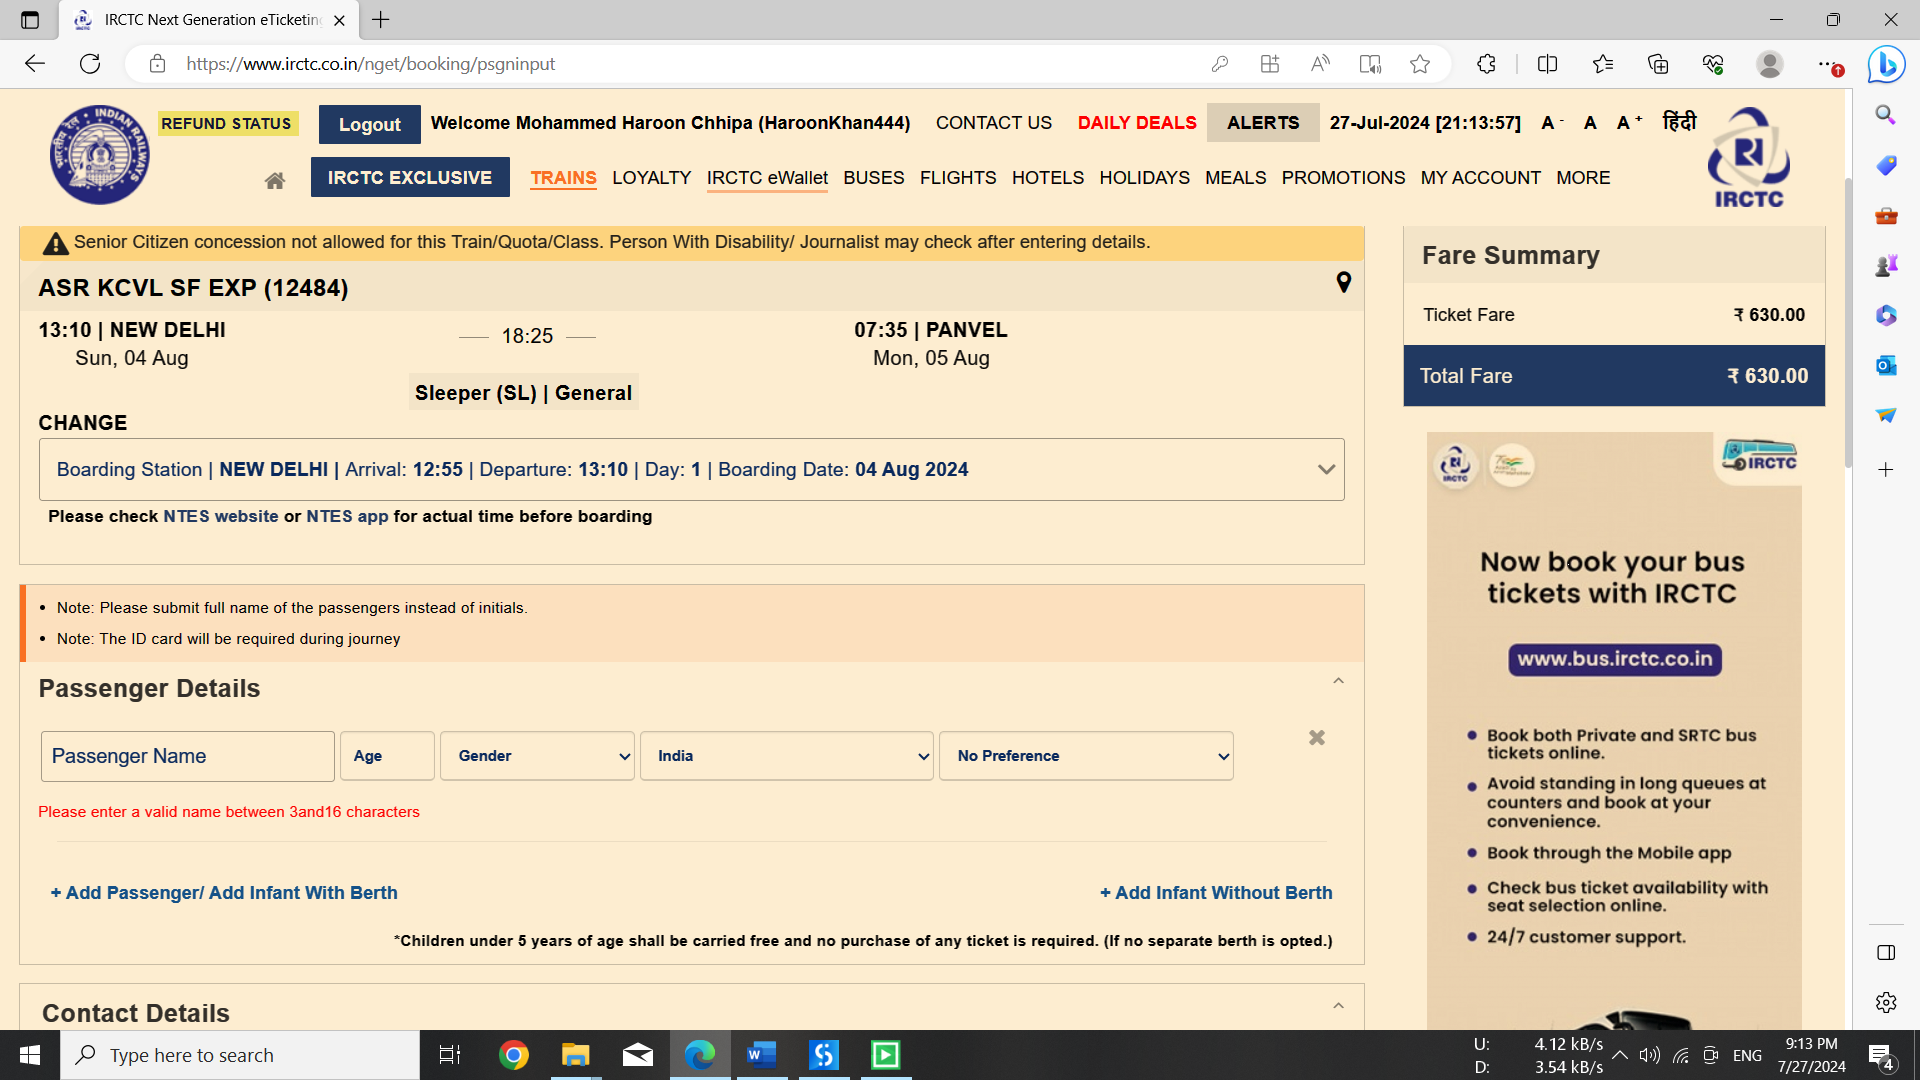 IRCTC Next Generation eTicketing
https://www.irctc.co.in/nget/booking/psgninput
INDIAN RAILWAYS
भारतीय रेल
REFUND STATUS
Logout
Welcome Mohammed Haroon Chhipa (HaroonKhan444)
CONTACT US
DAILY DEALS
ALERTS
27-Jul-2024 [21:13:57]
A -
A
A +
हिंदी
IRCTC
IRCTC EXCLUSIVE
TRAINS
LOYALTY
IRCTC eWallet
BUSES
FLIGHTS
HOTELS
HOLIDAYS
MEALS
PROMOTIONS
MY ACCOUNT
MORE
Senior Citizen concession not allowed for this Train/Quota/Class. Person With Disability/ Journalist may check after entering details.
ASR KCVL SF EXP (12484)
13:10 | NEW DELHI
Sun, 04 Aug
18:25
07:35 | PANVEL
Mon, 05 Aug
Sleeper (SL) | General
CHANGE
Boarding Station | NEW DELHI | Arrival: 12:55 | Departure: 13:10 | Day: 1 | Boarding Date: 04 Aug 2024
Please check NTES website or NTES app for actual time before boarding
Note: Please submit full name of the passengers instead of initials.
Note: The ID card will be required during journey
Passenger Details
Passenger Name
Age
Gender
India
No Preference
Please enter a valid name between 3and16 characters
+ Add Passenger/ Add Infant With Berth
+ Add Infant Without Berth
*Children under 5 years of age shall be carried free and no purchase of any ticket is required. (If no separate berth is opted.)
Contact Details
Fare Summary
Ticket Fare
₹ 630.00
Total Fare
₹ 630.00
IRCTC
IRCTC
Now book your bus
tickets with IRCTC
www.bus.irctc.co.in
Book both Private and SRTC bus
tickets online.
Avoid standing in long queues at
counters and book at your
convenience.
Book through the Mobile app
Check bus ticket availability with
seat selection online.
24/7 customer support.
Type here to search
U: 4.12 kB/s
D: 3.54 kB/s
ENG
9:13 PM
7/27/2024
4